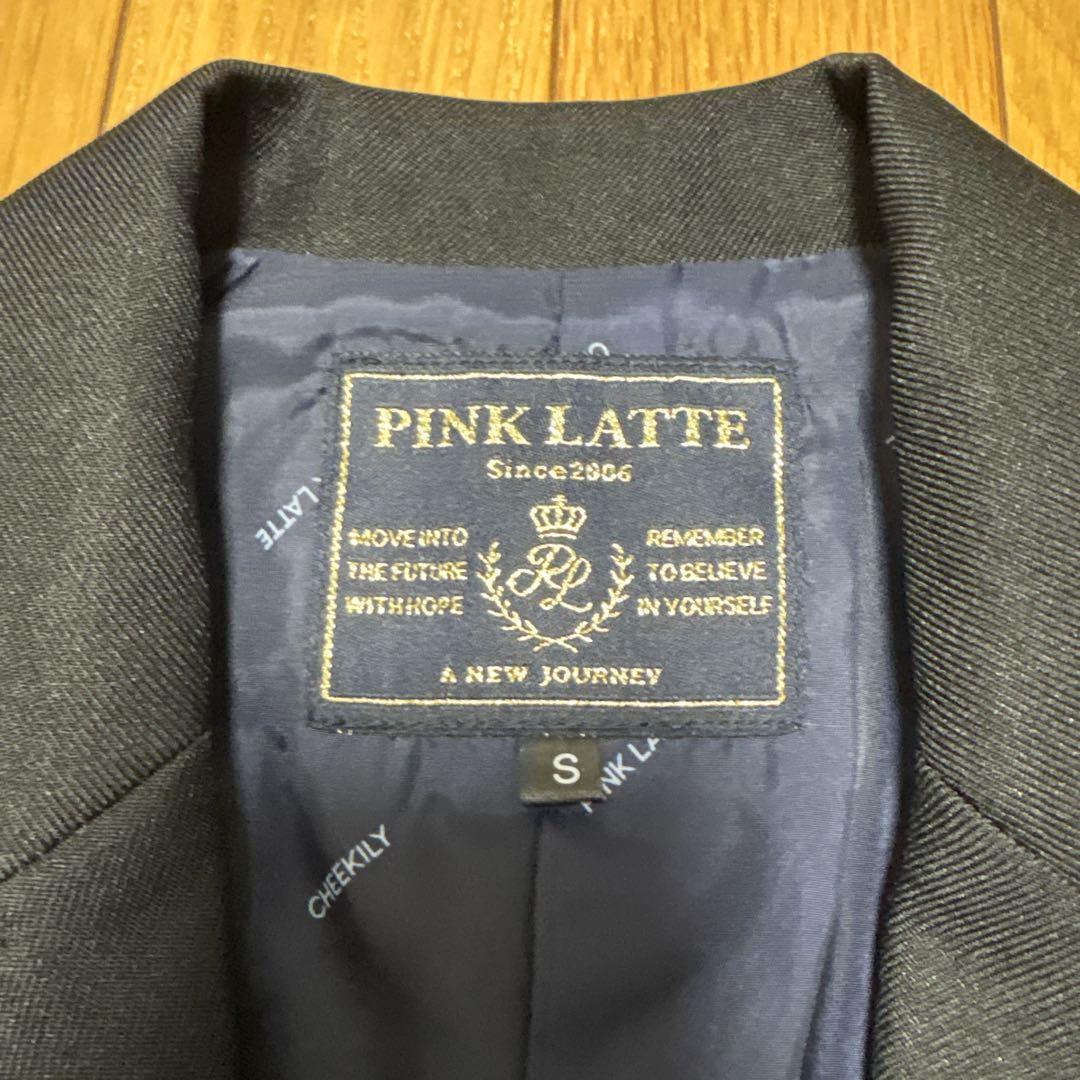 PINK LATTE
Since2006
MOVE INTO
THE FUTURE
WITH HOPE
PL
REMEMBER
TO BELIEVE
IN YOURSELF
A NEW JOURNEY
S
K LATTE
PINK LA
CHEEKILY
C